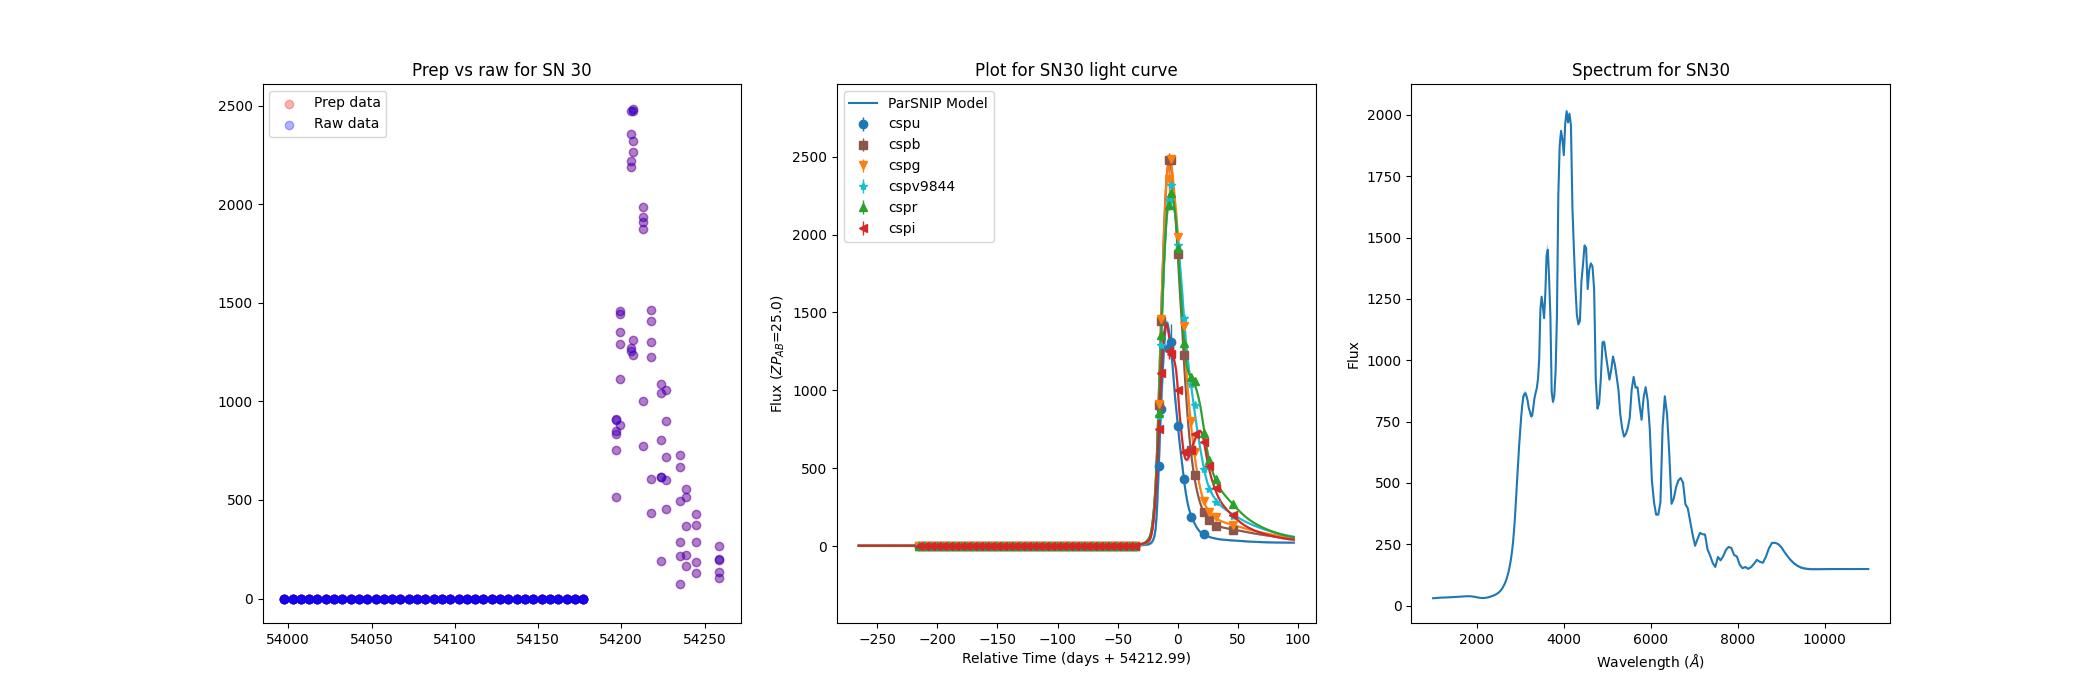 Prep vs raw for SN 30
Prep data
Raw data
2500
2000
1500
1000
500
0
54000
54050
54100
54150
54200
54250
Plot for SN30 light curve
ParSNIP Model
cspu
cspb
cspg
cspv9844
cspr
cspi
Flux (ZP_{AB}=25.0)
2500
2000
1500
1000
500
0
−250
−200
−150
−100
−50
0
50
100
Relative Time (days + 54212.99)
Spectrum for SN30
Flux
2000
1750
1500
1250
1000
750
500
250
0
2000
4000
6000
8000
10000
Wavelength (Å)